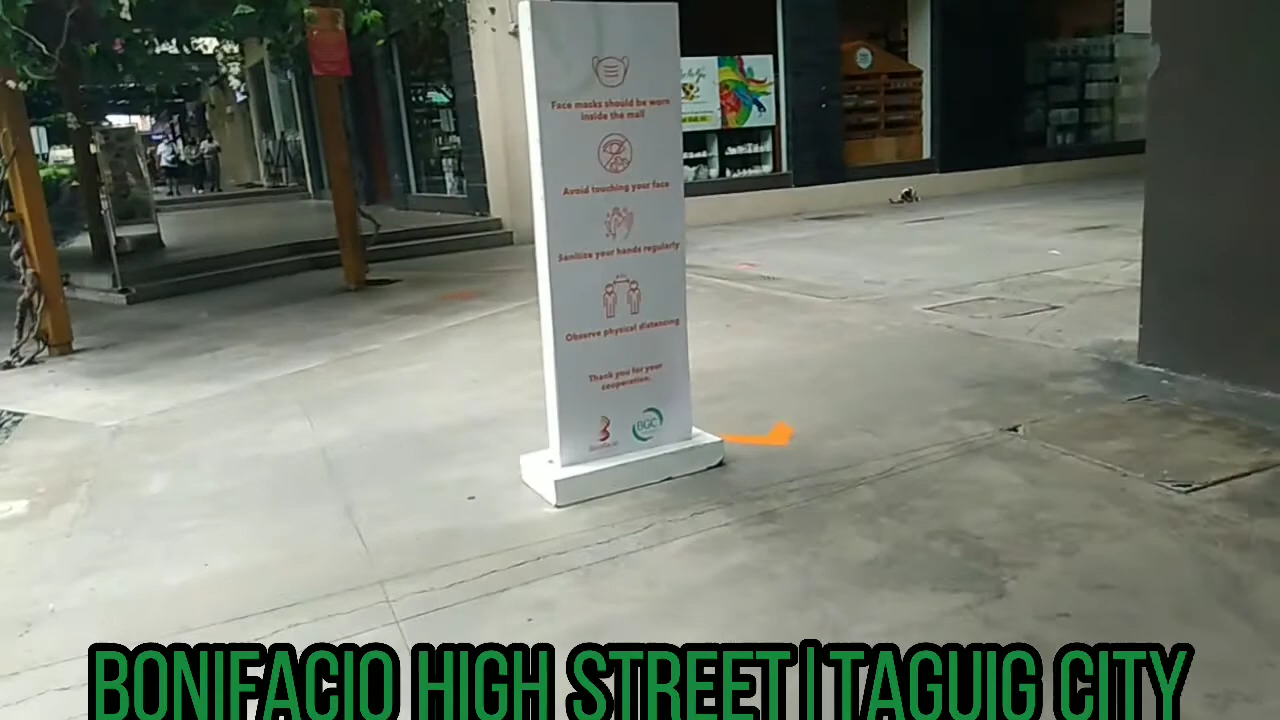 Face masks should be worn
inside the mall
Avoid touching your face
Sanitize your hands regularly
Observe physical distancing
Thank you for your
cooperation.
BGC
BONIFACIO HIGH STREET | TAGUIG CITY